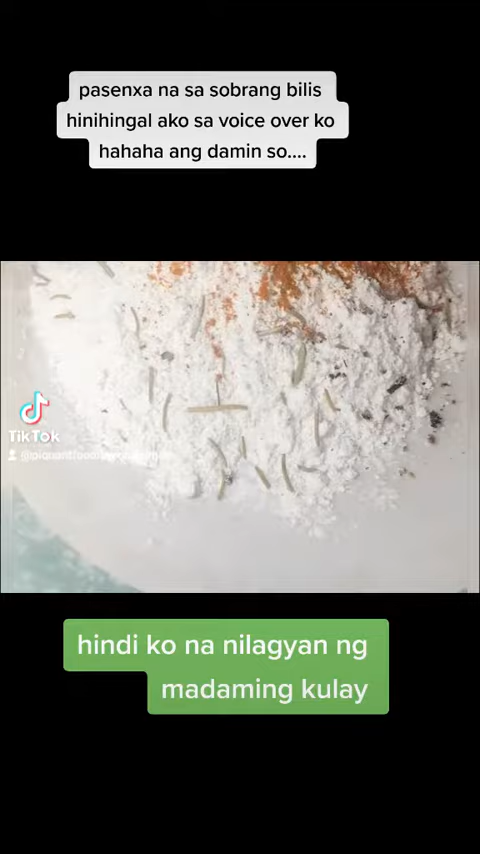 pasenxa na sa sobrang bilis
hinihingal ako sa voice over ko
hahaha ang damin so....
TikTok
hindi ko na nilagyan ng
madaming kulay